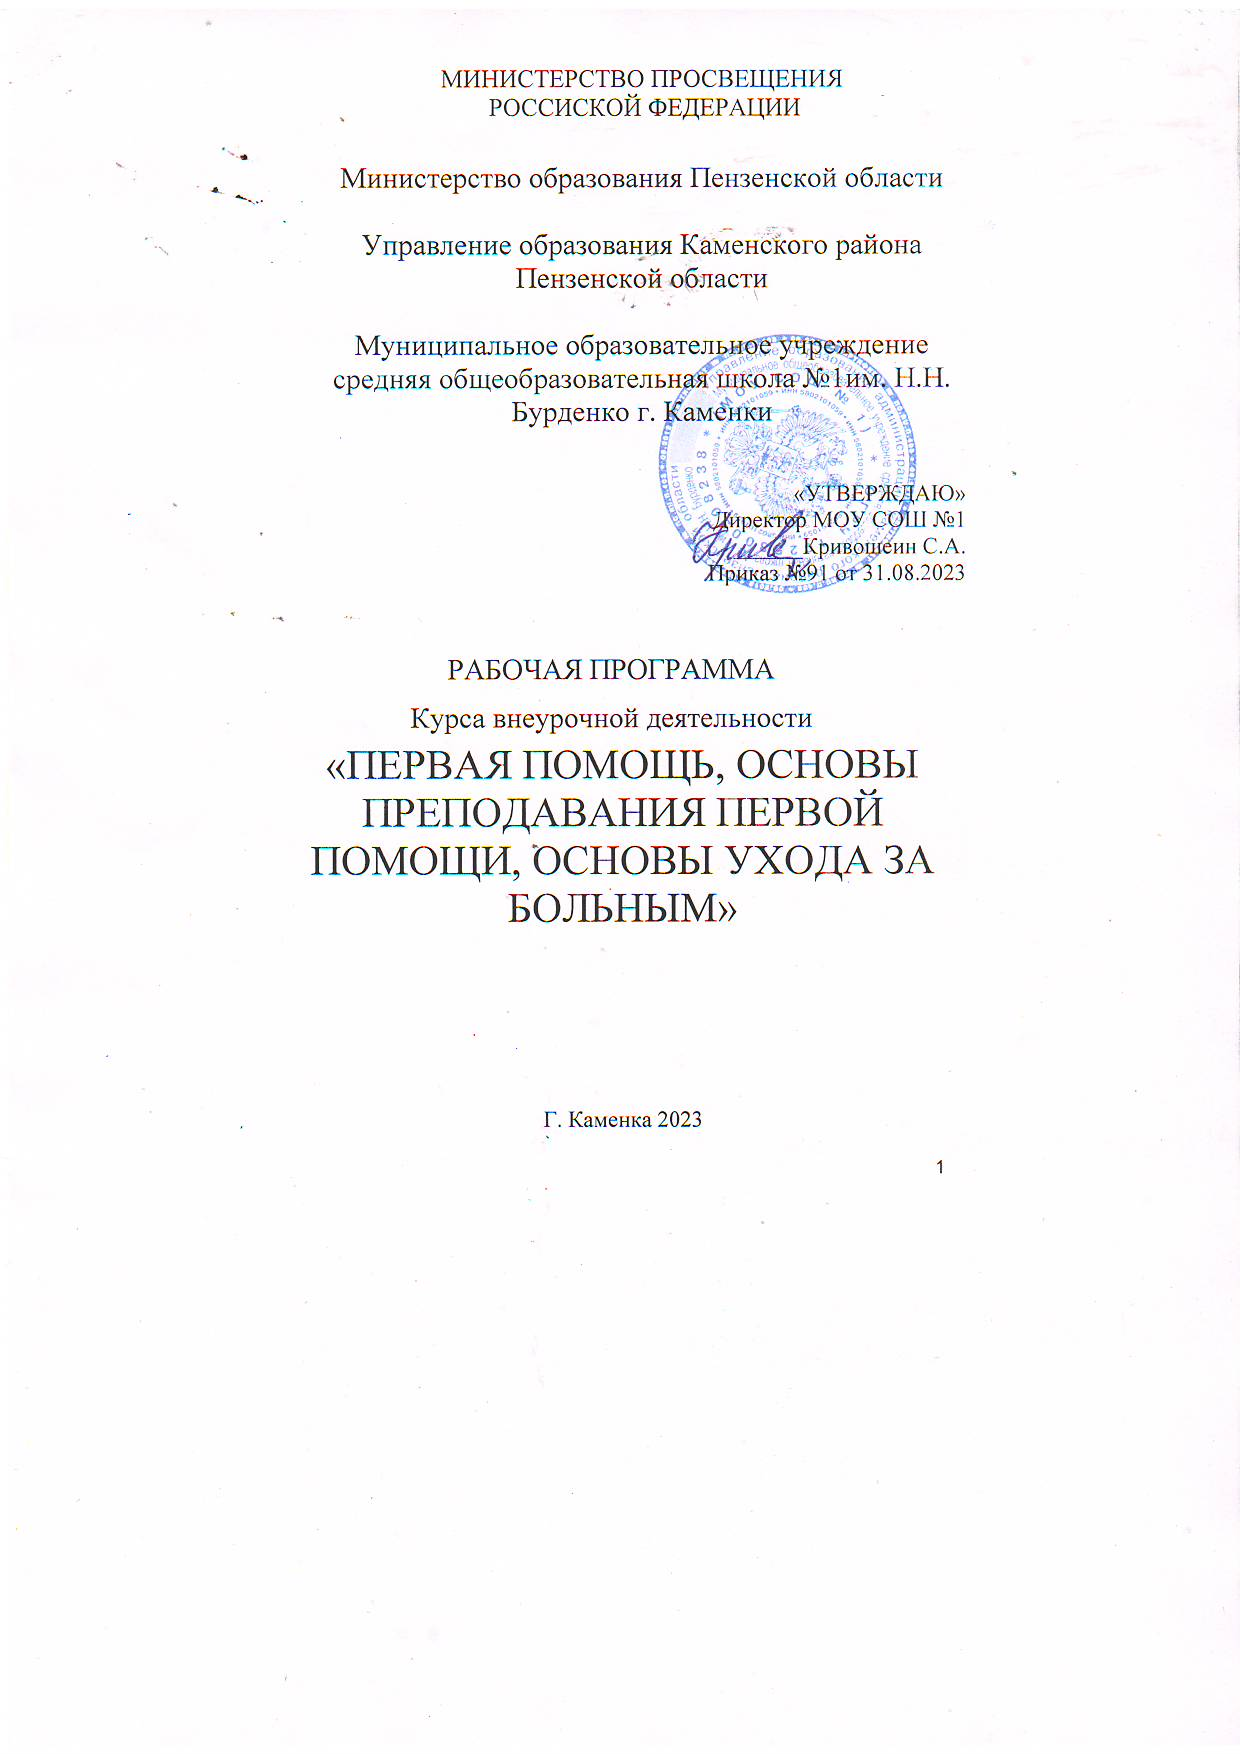 МИНИСТЕРСТВО ПРОСВЕЩЕНИЯ
РОССИСКОЙ ФЕДЕРАЦИИ
Министерство образования Пензенской области
Управление образования Каменского района
Пензенской области
Муниципальное образовательное учреждение
средняя общеобразовательная школа №1им. Н.Н.
Бурденко г. Каменки
«УТВЕРЖДАЮ»
Директор МОУ СОШ №1
Кривошеин С.А.
Приказ №91 от 31.08.2023
РАБОЧАЯ ПРОГРАММА
Курса внеурочной деятельности
«ПЕРВАЯ ПОМОЩЬ, ОСНОВЫ
ПРЕПОДАВАНИЯ ПЕРВОЙ
ПОМОЩИ, ОСНОВЫ УХОДА ЗА
БОЛЬНЫМ»
Г. Каменка 2023
1